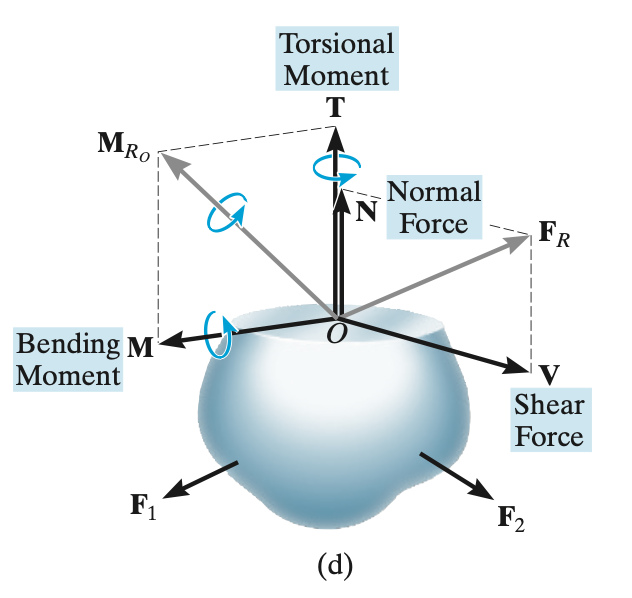 Torsional
Moment
T
M_{R_O}
Normal
Force
N
F_R
O
Bending
Moment
M
V
Shear
Force
F_1
F_2
(d)